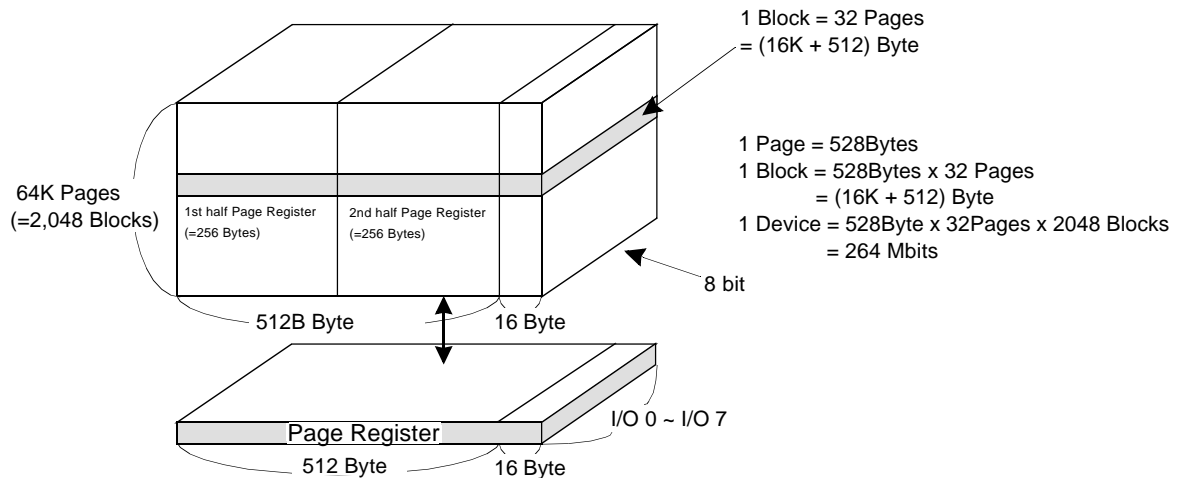 1 Block = 32 Pages
= (16K + 512) Byte
1 Page = 528Bytes
1 Block = 528Bytes x 32 Pages
= (16K + 512) Byte
1 Device = 528Byte x 32Pages x 2048 Blocks
= 264 Mbits
64K Pages
(=2,048 Blocks)
1st half Page Register
(=256 Bytes)
2nd half Page Register
(=256 Bytes)
8 bit
512B Byte
16 Byte
I/O 0 ~ I/O 7
Page Register
512 Byte
16 Byte